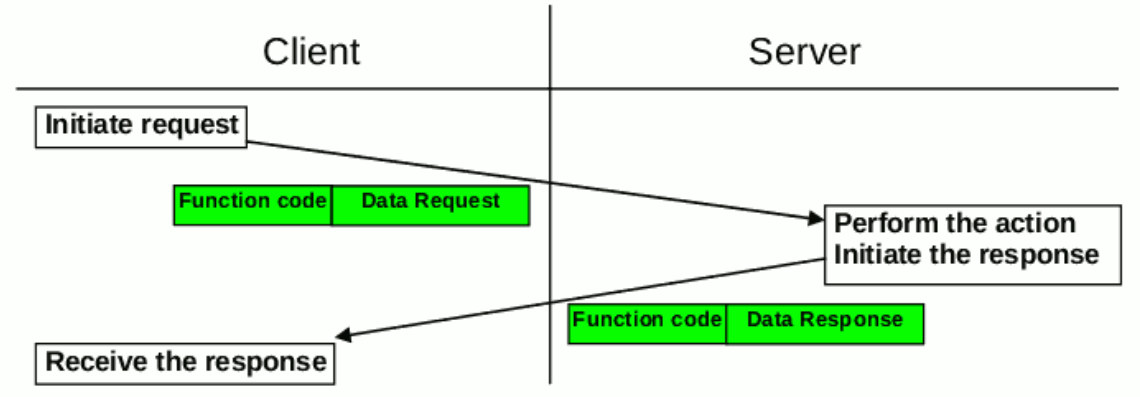 Client
Server
Initiate request
Function code
Data Request
Perform the action
Initiate the response
Function code
Data Response
Receive the response